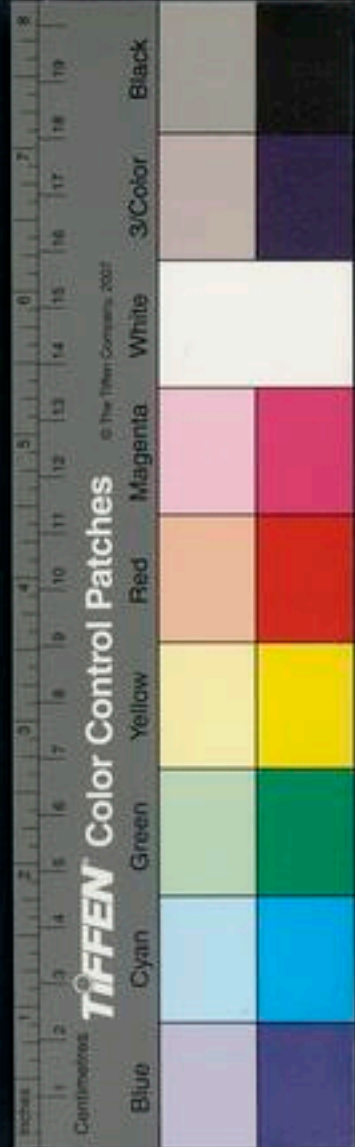 Inches 1 2 3 4 5 6 7 8
Centimetres 1 2 3 4 5 6 7 8 9 10 11 12 13 14 15 16 17 18 19
TIFFEN® Color Control Patches © The Tiffen Company, 2007
Blue Cyan Green Yellow Red Magenta White 3/Color Black